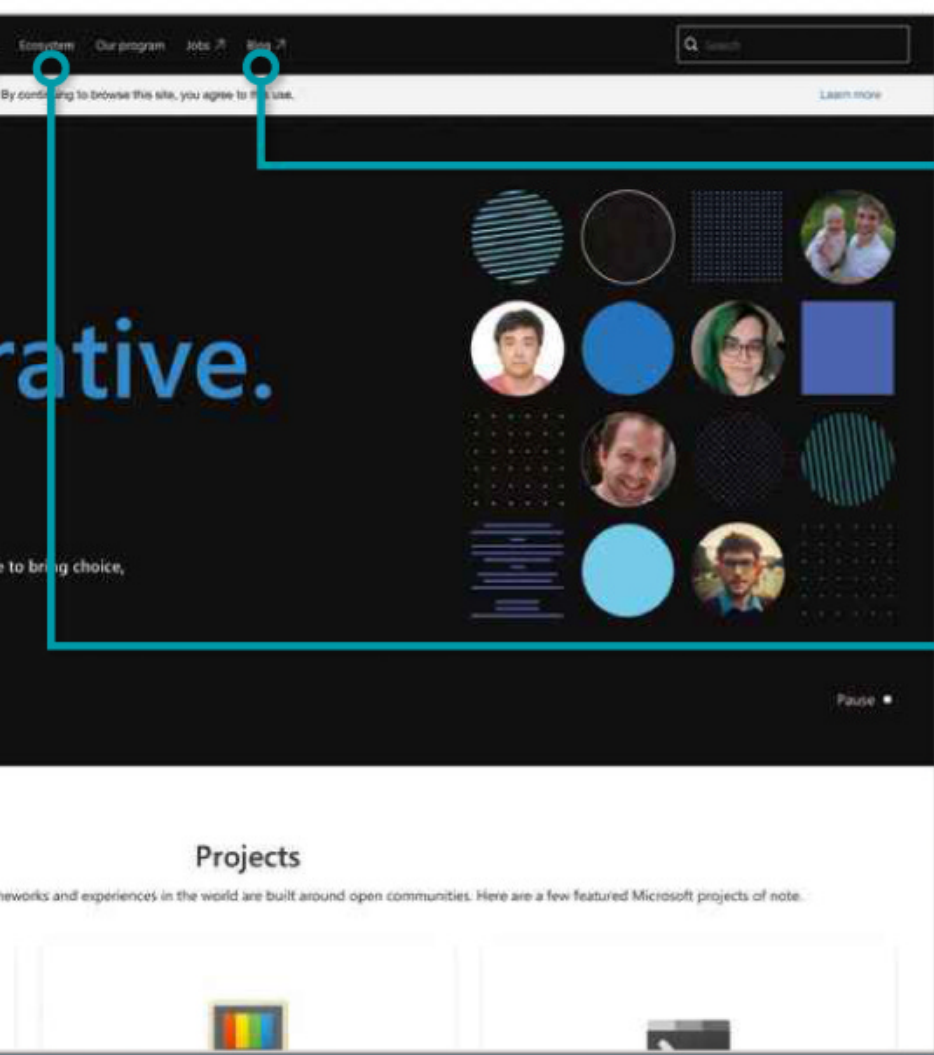 Ecosystem Our program Jobs Blog Search
By continuing to browse this site, you agree to this use. Learn more
rative.
e to bring choice,
Pause
Projects
neworks and experiences in the world are built around open communities. Here are a few featured Microsoft projects of note.